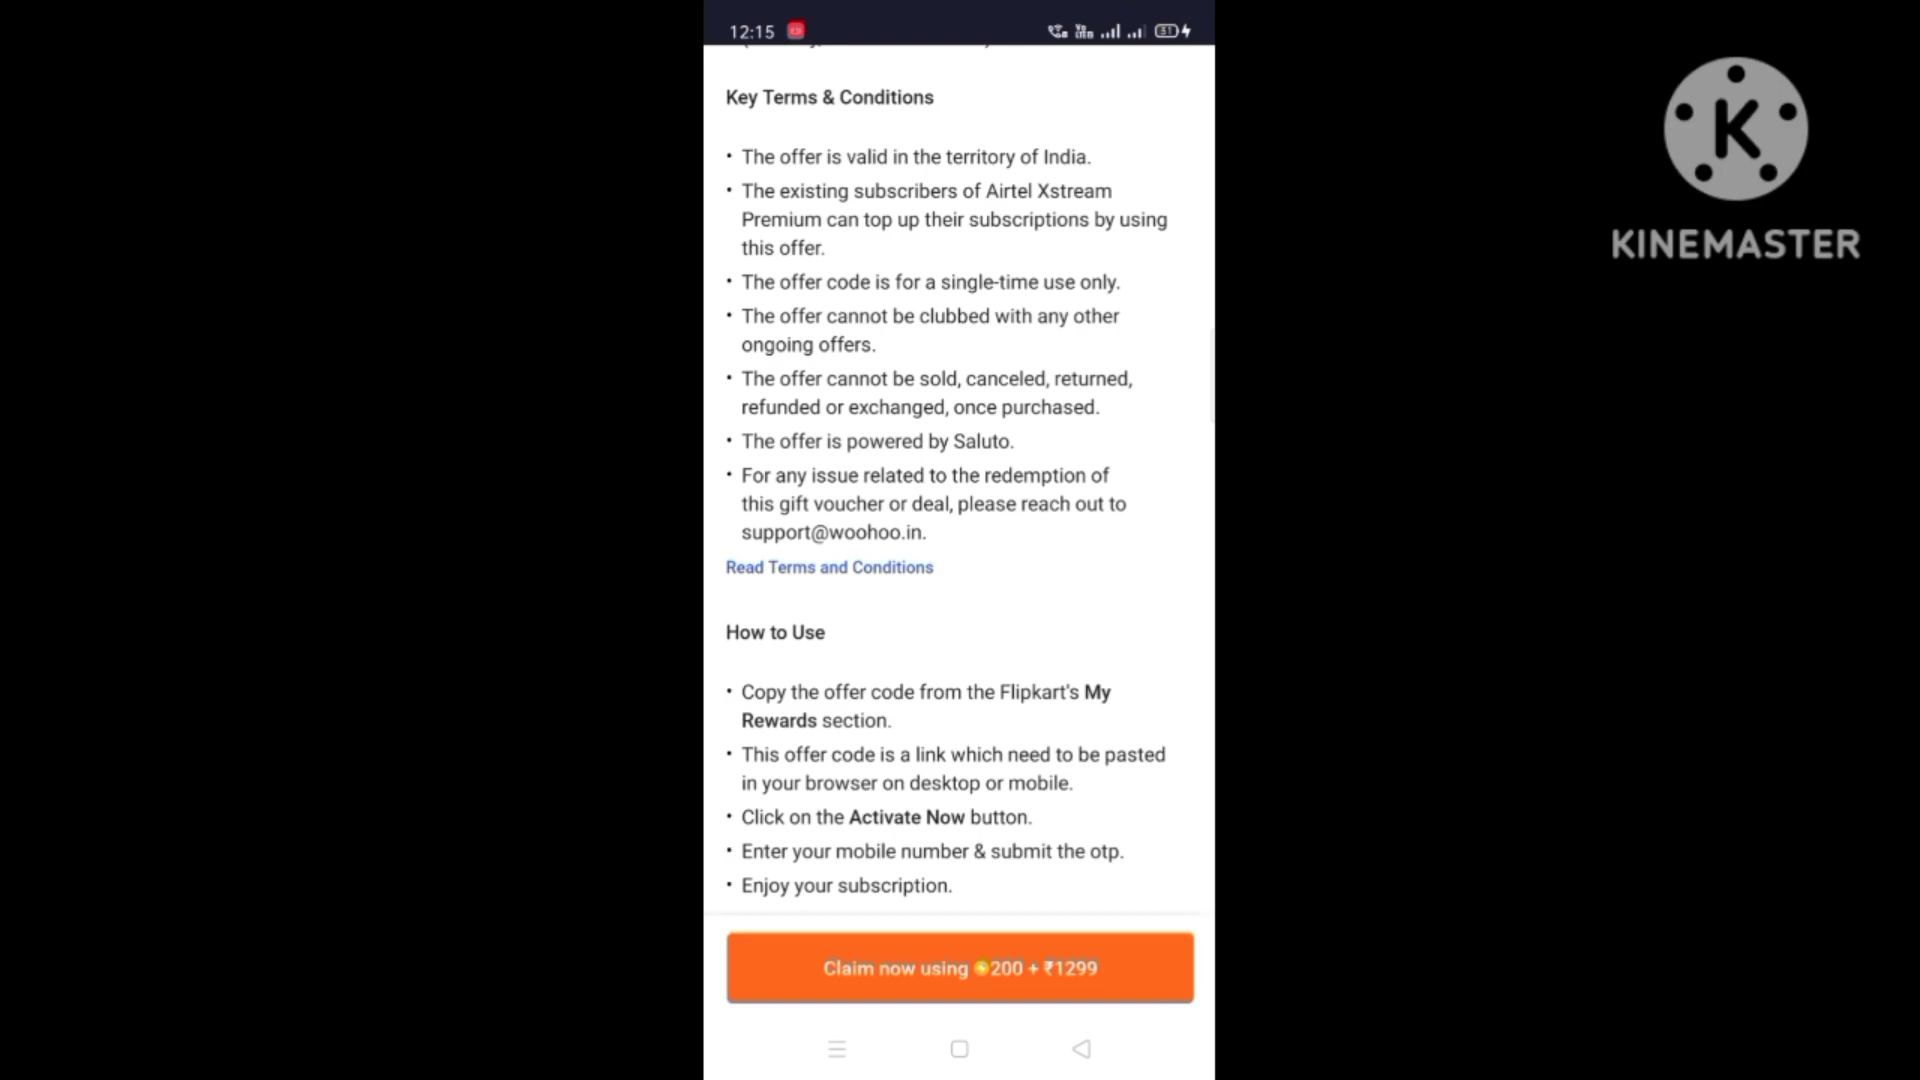 12:15
51
Key Terms & Conditions
• The offer is valid in the territory of India.
• The existing subscribers of Airtel Xstream
Premium can top up their subscriptions by using
this offer.
• The offer code is for a single-time use only.
• The offer cannot be clubbed with any other
ongoing offers.
• The offer cannot be sold, canceled, returned,
refunded or exchanged, once purchased.
• The offer is powered by Saluto.
• For any issue related to the redemption of
this gift voucher or deal, please reach out to
support@woohoo.in.
Read Terms and Conditions
How to Use
• Copy the offer code from the Flipkart's My
Rewards section.
• This offer code is a link which need to be pasted
in your browser on desktop or mobile.
• Click on the Activate Now button.
• Enter your mobile number & submit the otp.
• Enjoy your subscription.
Claim now using 200 + ₹1299
K
KINEMASTER